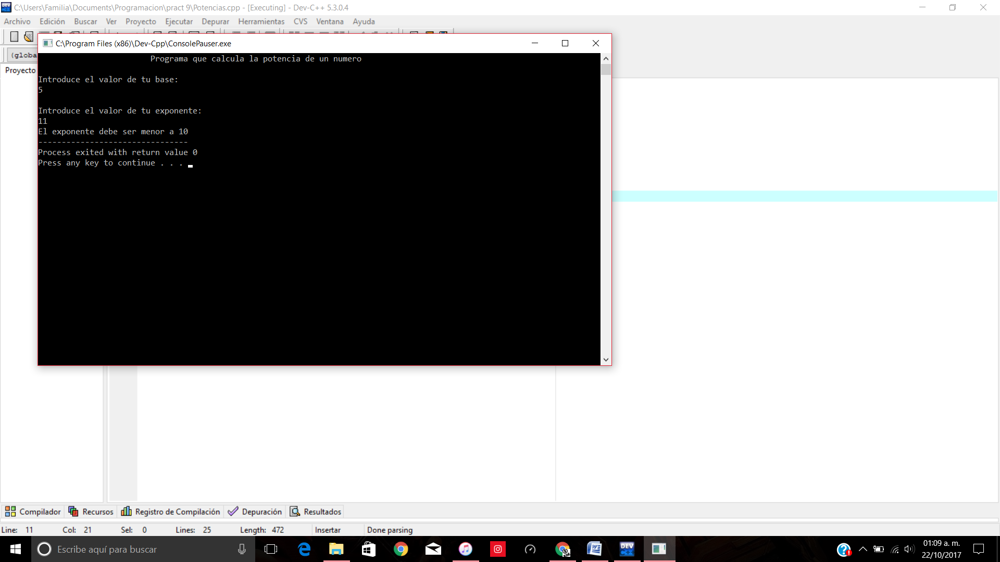 C:\Users\Familia\Documents\Programacion\pract 9\Potencias.cpp - [Executing] - Dev-C++ 5.3.0.4
Archivo Edición Buscar Ver Proyecto Ejecutar Depurar Herramientas CVS Ventana Ayuda
C:\Program Files (x86)\Dev-Cpp\ConsolePauser.exe
(globa
Proyecto
Programa que calcula la potencia de un numero
Introduce el valor de tu base:
5
Introduce el valor de tu exponente:
11
El exponente debe ser menor a 10
--------------------------------
Process exited with return value 0
Press any key to continue . . .
Compilador Recursos Registro de Compilación Depuración Resultados
Line: 11 Col: 21 Sel: 0 Lines: 25 Length: 472 Insertar Done parsing
Escribe aquí para buscar
01:09 a. m.
22/10/2017